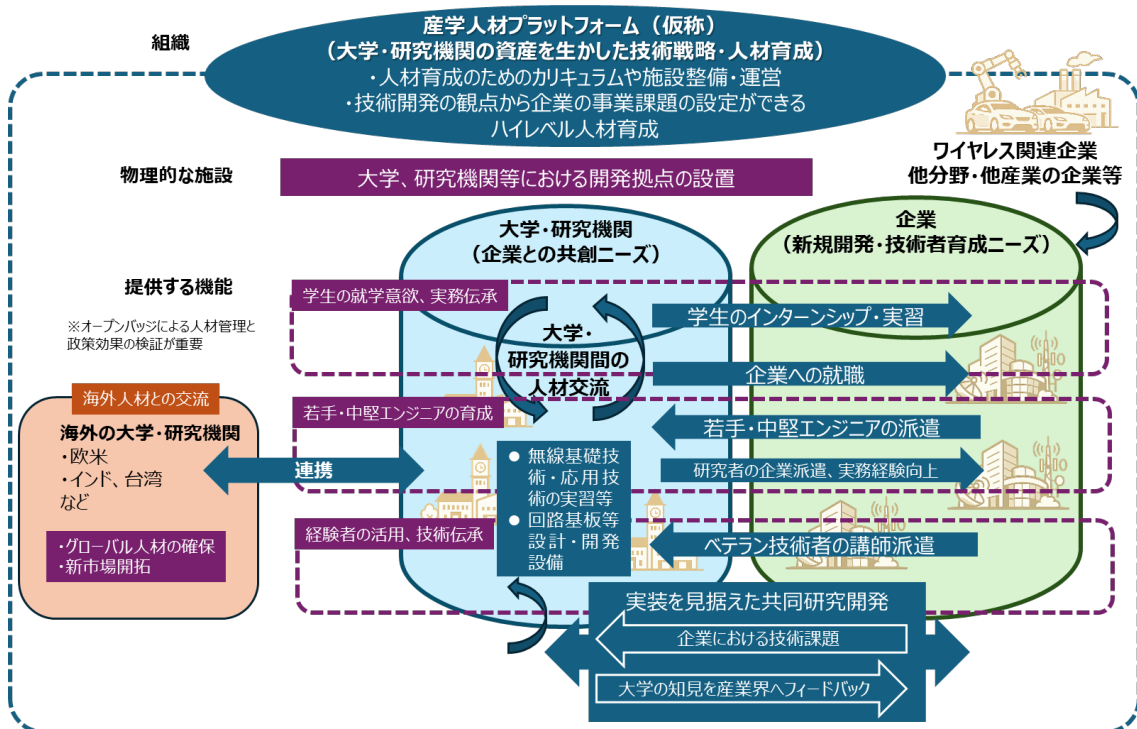 組織
産学人材プラットフォーム（仮称）
（大学・研究機関の資産を生かした技術戦略・人材育成）
・人材育成のためのカリキュラムや施設整備・運営
・技術開発の観点から企業の事業課題の設定ができる
ハイレベル人材育成
ワイヤレス関連企業
他分野・他産業の企業等
物理的な施設
大学、研究機関等における開発拠点の設置
大学・研究機関
（企業との共創ニーズ）
企業
（新規開発・技術者育成ニーズ）
提供する機能
※オープンバッジによる人材管理と
政策効果の検証が重要
学生の就学意欲、実務伝承
大学・
研究機関間の
人材交流
学生のインターンシップ・実習
企業への就職
海外人材との交流
海外の大学・研究機関
・欧米
・インド、台湾
など
・グローバル人材の確保
・新市場開拓
連携
若手・中堅エンジニアの育成
若手・中堅エンジニアの派遣
研究者の企業派遣、実務経験向上
● 無線基礎技
術・応用技
術の実習等
● 回路基板等
設計・開発
設備
経験者の活用、技術伝承
ベテラン技術者の講師派遣
実装を見据えた共同研究開発
企業における技術課題
大学の知見を産業界へフィードバック